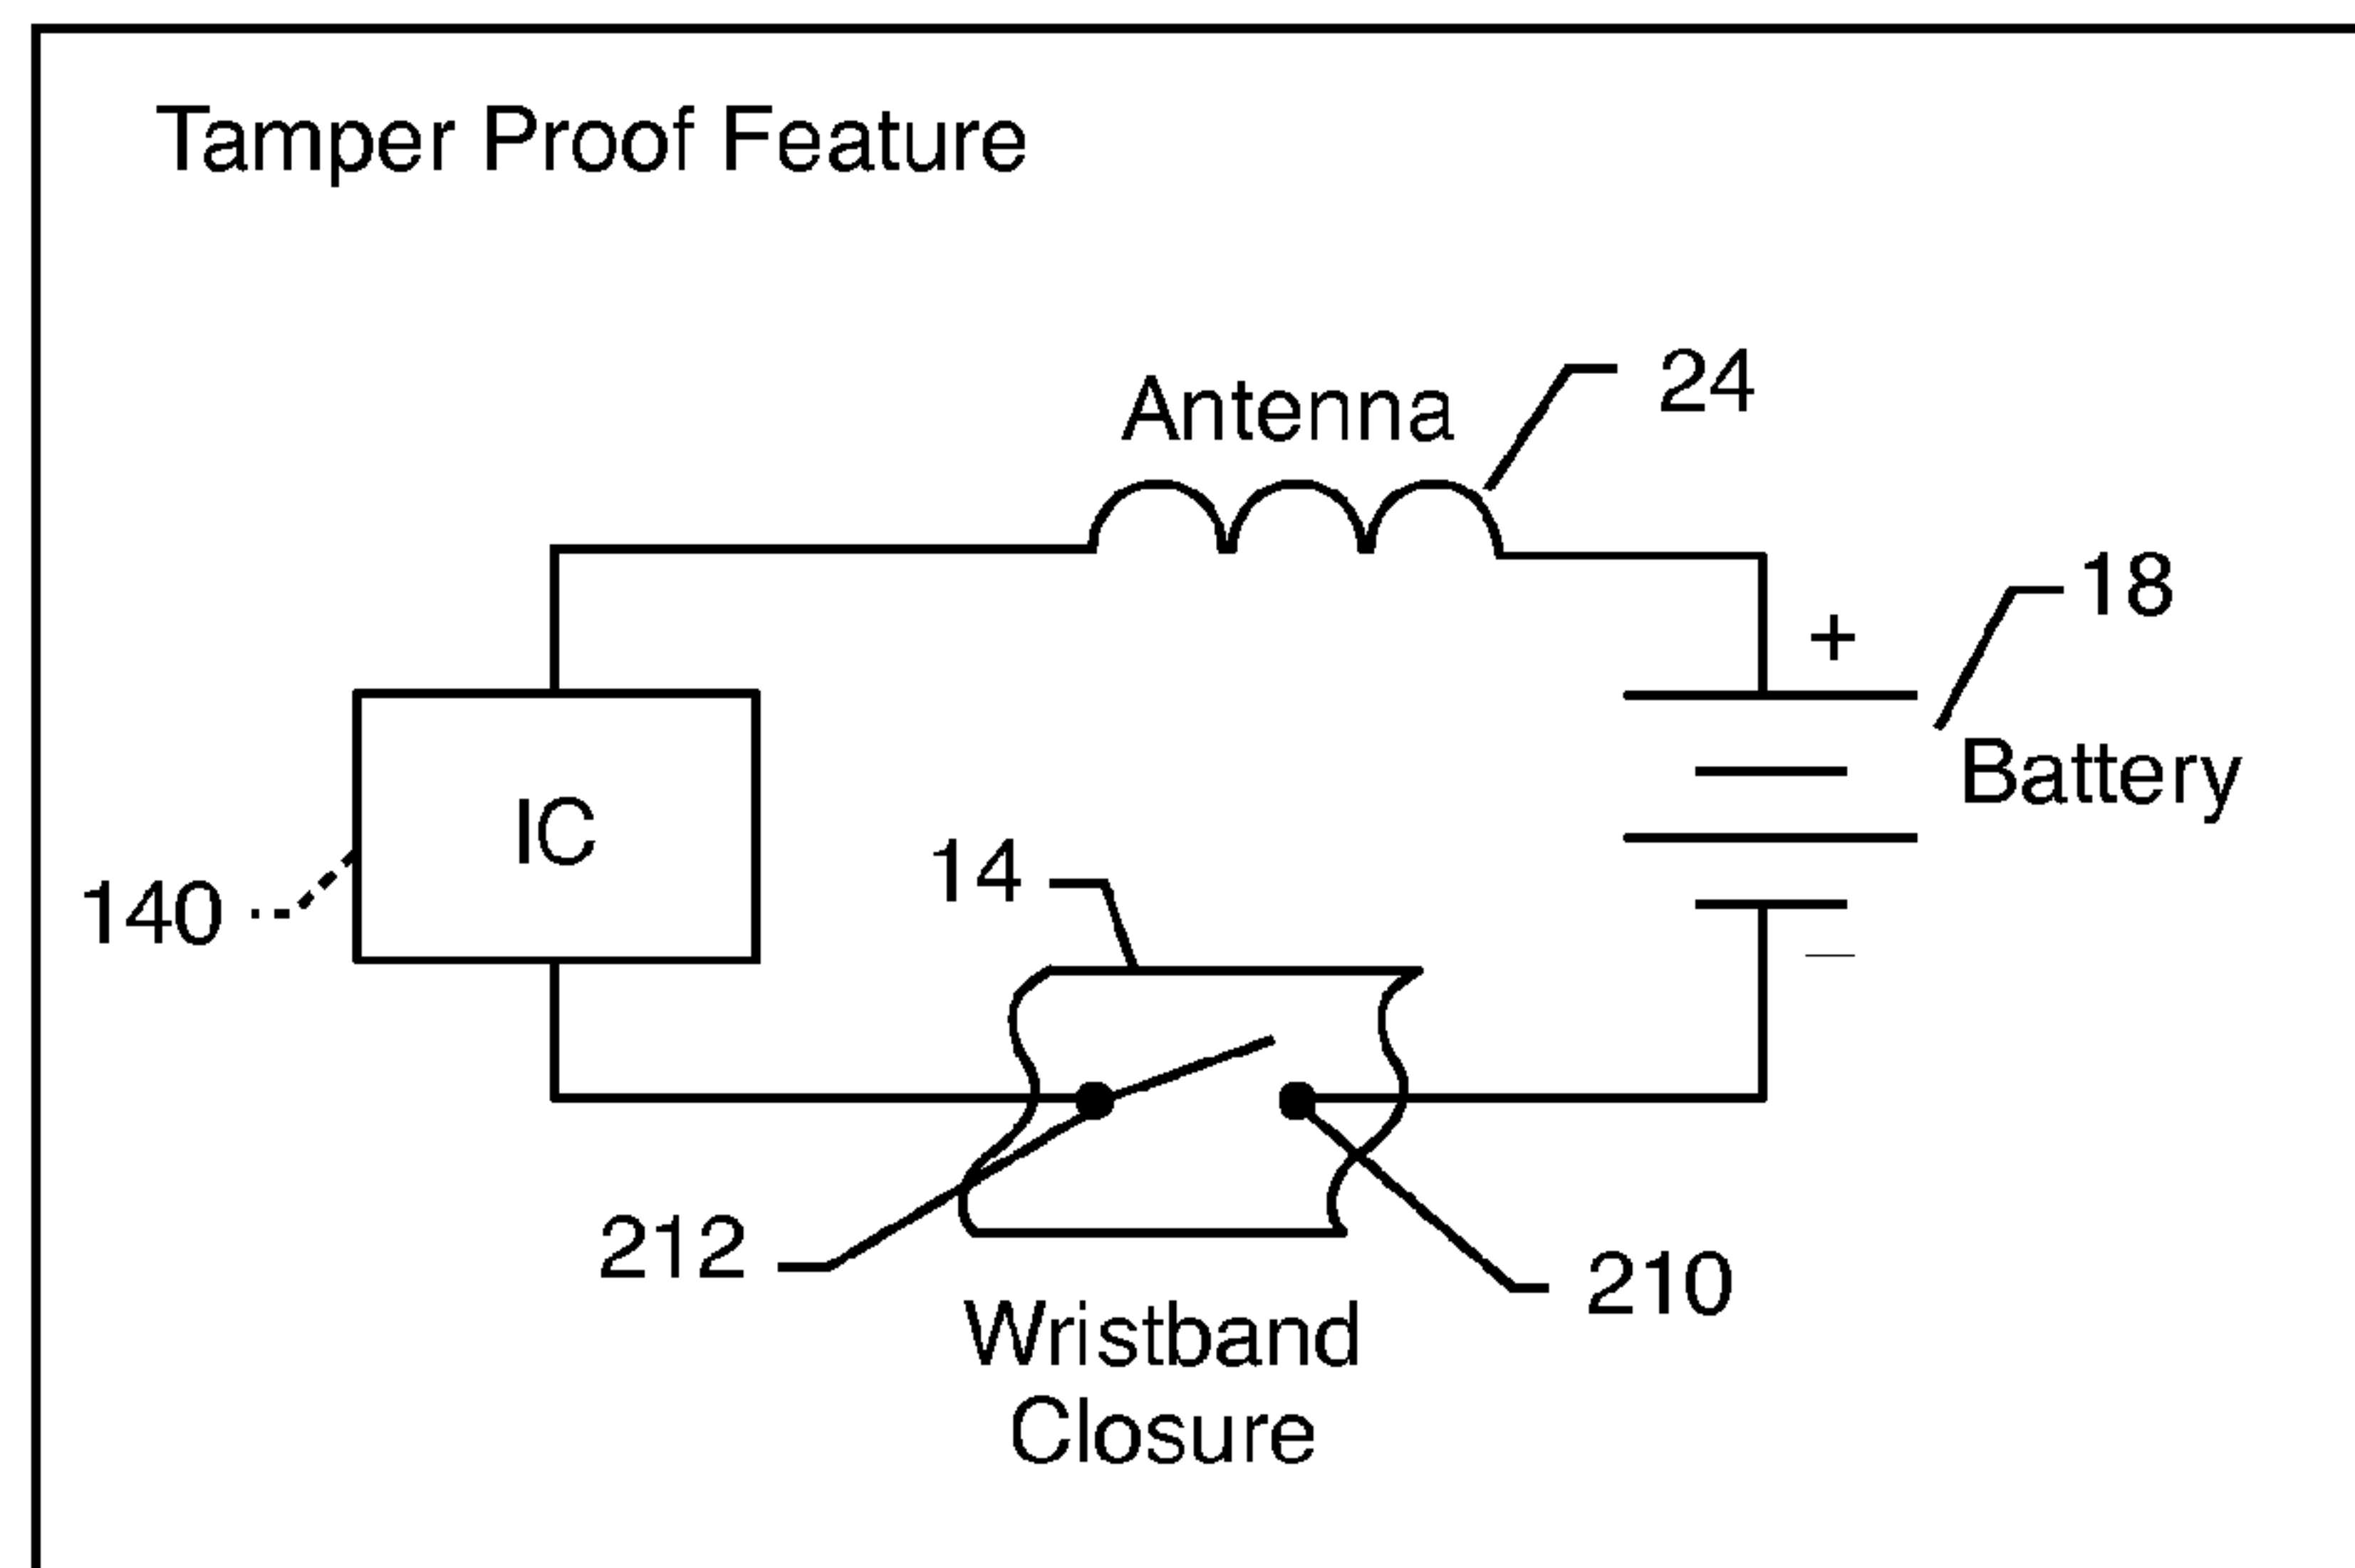 Tamper Proof Feature
24
Antenna
18
+
Battery
IC
14
140
−
212
210
Wristband
Closure